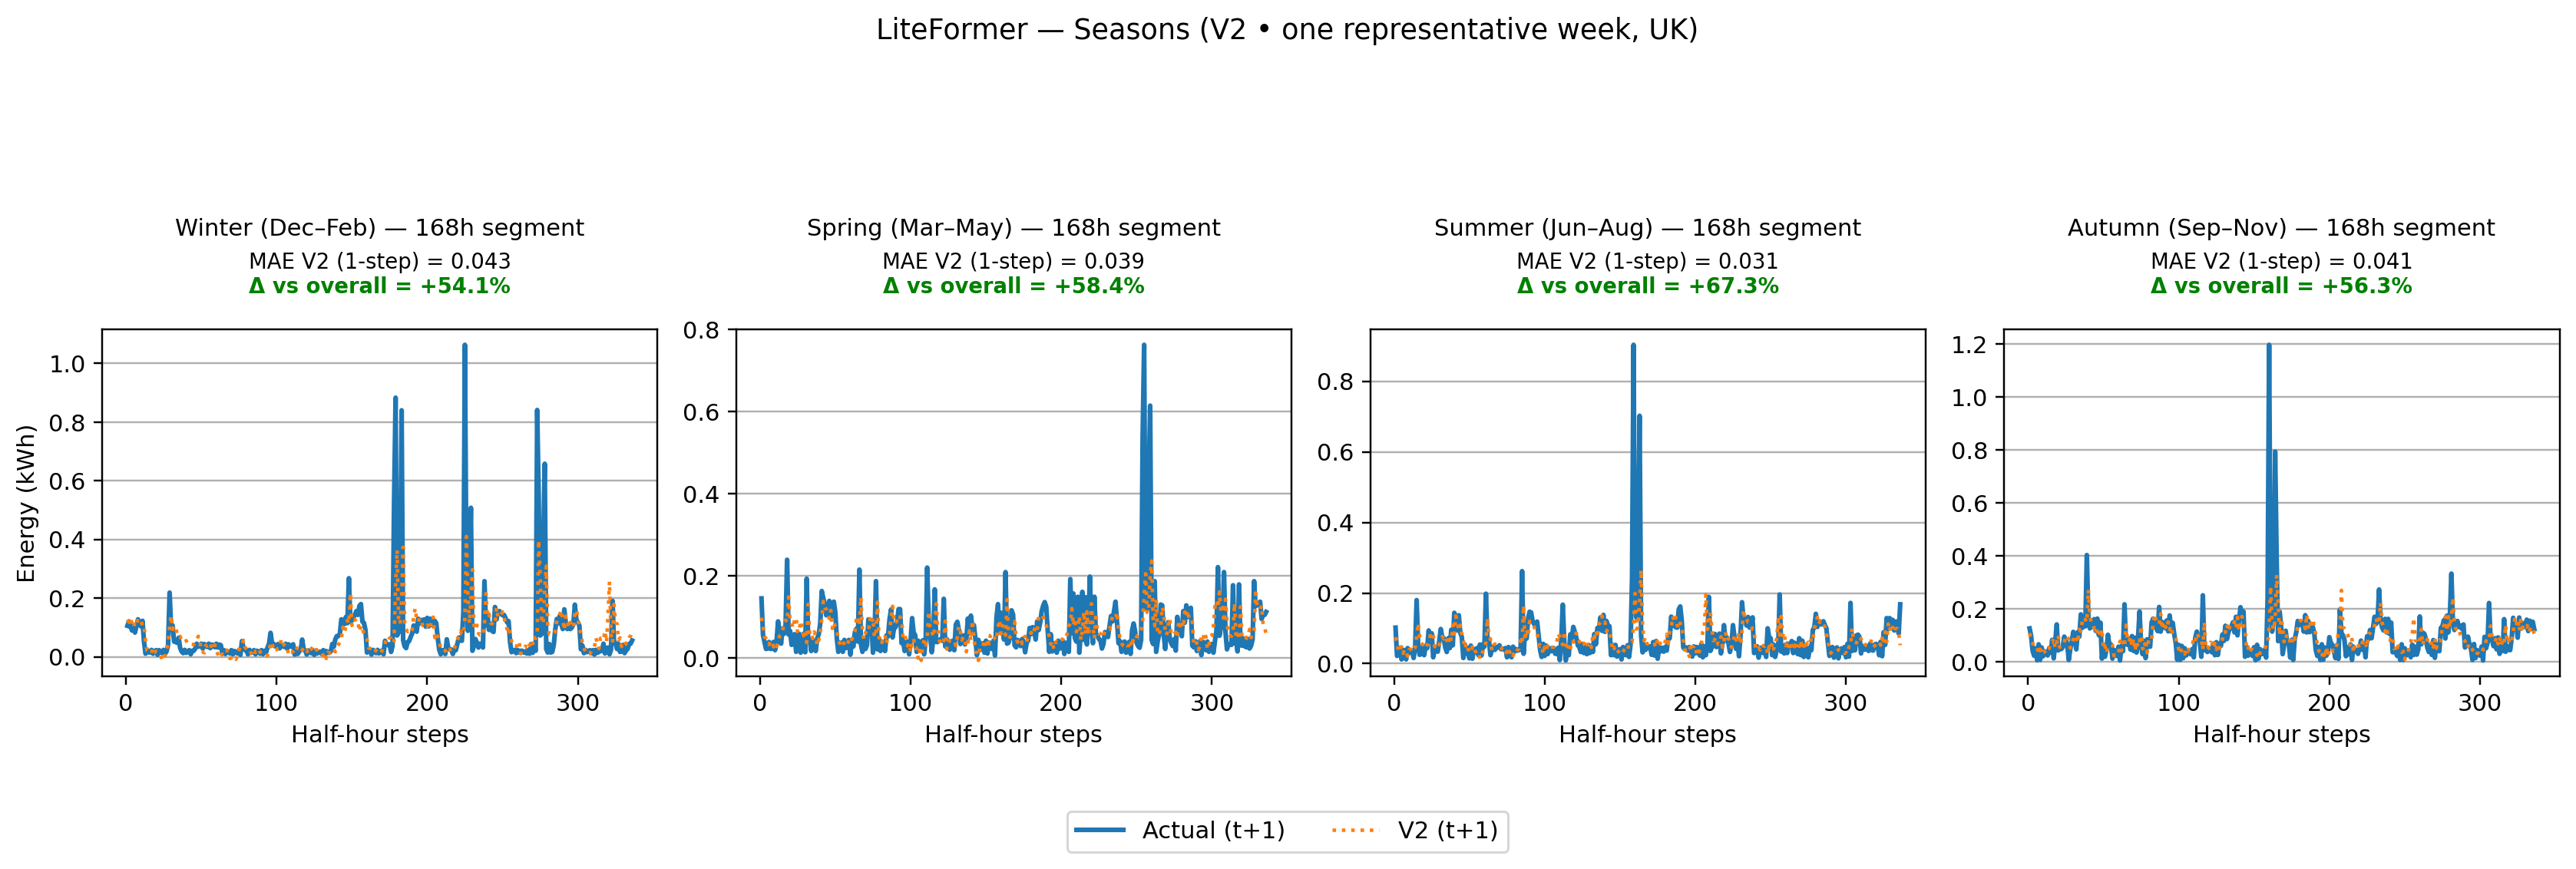 LiteFormer — Seasons (V2 • one representative week, UK)
Winter (Dec–Feb) — 168h segment
MAE V2 (1-step) = 0.043
Δ vs overall = +54.1%
Spring (Mar–May) — 168h segment
MAE V2 (1-step) = 0.039
Δ vs overall = +58.4%
Summer (Jun–Aug) — 168h segment
MAE V2 (1-step) = 0.031
Δ vs overall = +67.3%
Autumn (Sep–Nov) — 168h segment
MAE V2 (1-step) = 0.041
Δ vs overall = +56.3%
Energy (kWh)
1.0
0.8
0.6
0.4
0.2
0.0
0 100 200 300
Half-hour steps
0.8
0.6
0.4
0.2
0.0
0 100 200 300
Half-hour steps
0.8
0.6
0.4
0.2
0.0
0 100 200 300
Half-hour steps
1.2
1.0
0.8
0.6
0.4
0.2
0.0
0 100 200 300
Half-hour steps
Actual (t+1) V2 (t+1)